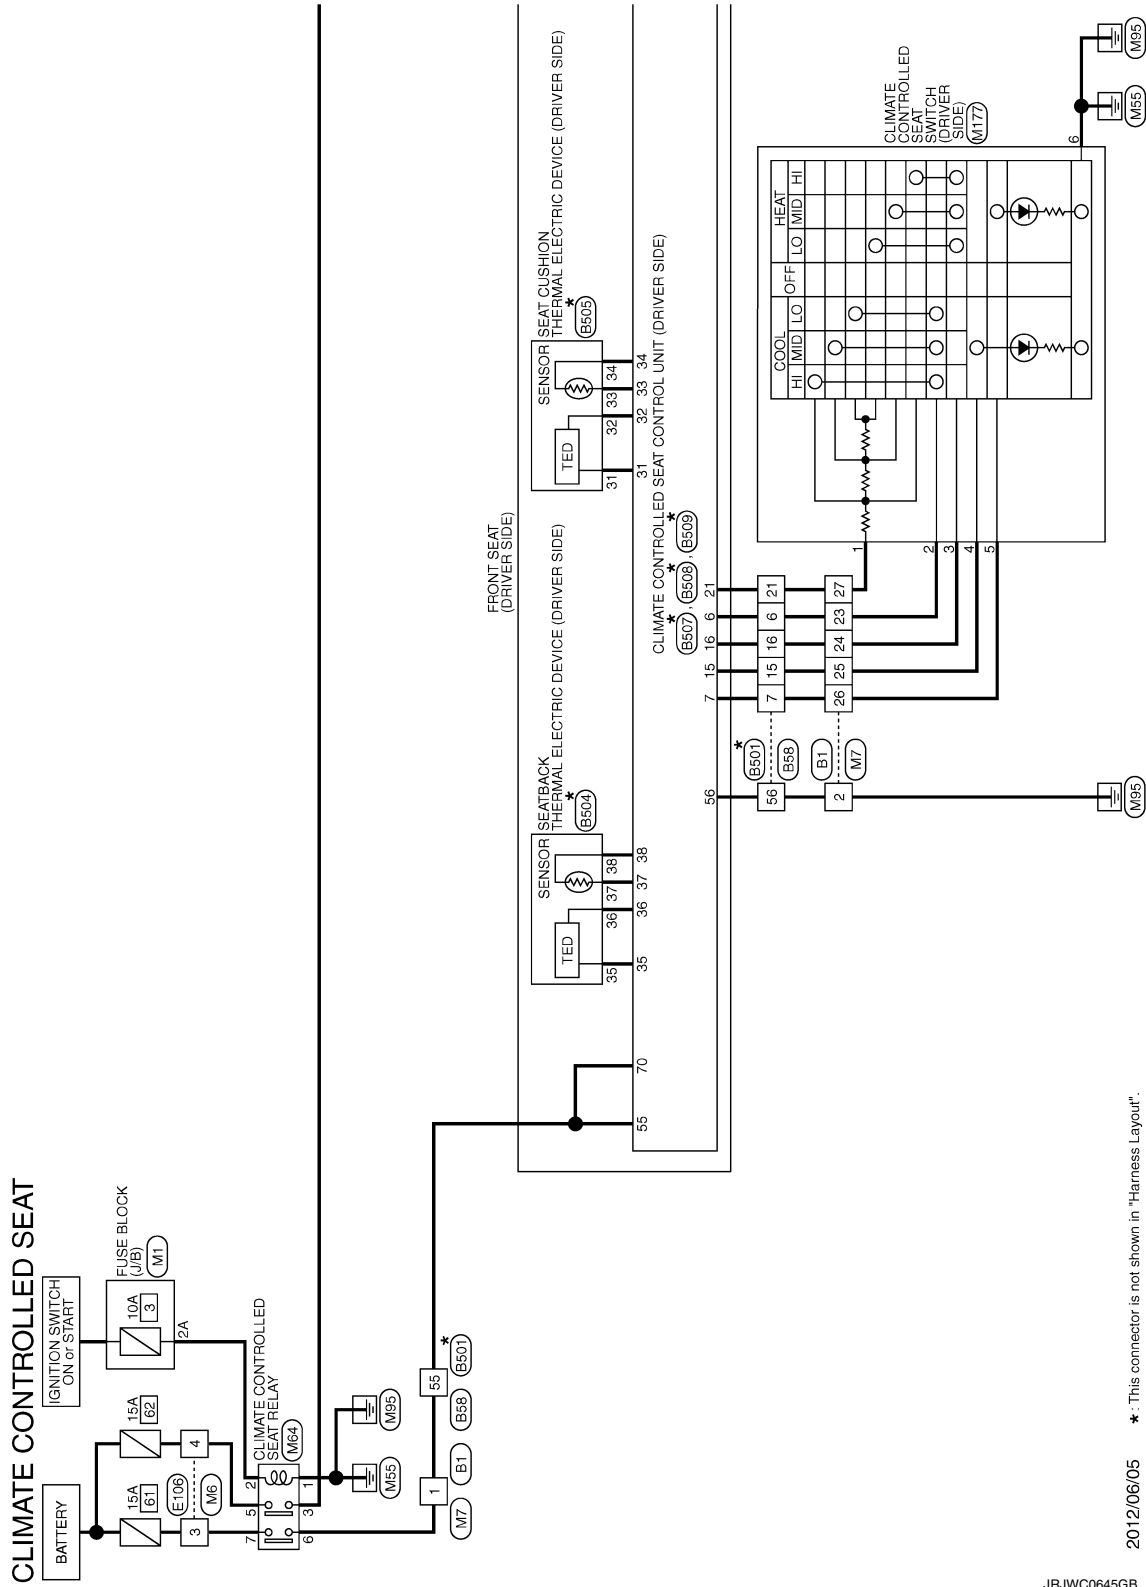 CLIMATE CONTROLLED SEAT
BATTERY
IGNITION SWITCH
ON or START
15A
61
15A
62
10A
3
FUSE BLOCK
(J/B)
M1
2A
3
4
E106
M6
7
5
2
6
3
1
CLIMATE CONTROLLED
SEAT RELAY
M64
M55
M95
1
M7
B1
55
B58
B501
*
FRONT SEAT
(DRIVER SIDE)
SENSOR
TED
SEATBACK
THERMAL ELECTRIC DEVICE (DRIVER SIDE)
*
B504
35
36
37
38
35
36
37
38
SENSOR
TED
SEAT CUSHION
THERMAL ELECTRIC DEVICE (DRIVER SIDE)
*
B505
31
32
33
34
31
32
33
34
55
70
CLIMATE CONTROLLED SEAT CONTROL UNIT (DRIVER SIDE)
* * *
B507 , B508 , B509
56
7
15
16
6
21
*
B501
B58
56
7
15
16
6
21
B1
M7
2
26
25
24
23
27
M95
1
2
3
4
5
COOL
OFF
HEAT
HI
MID
LO
LO
MID
HI
CLIMATE
CONTROLLED
SEAT
SWITCH
(DRIVER
SIDE)
M177
6
M55
M95
2012/06/05
* : This connector is not shown in "Harness Layout".
JRJWC0645GB